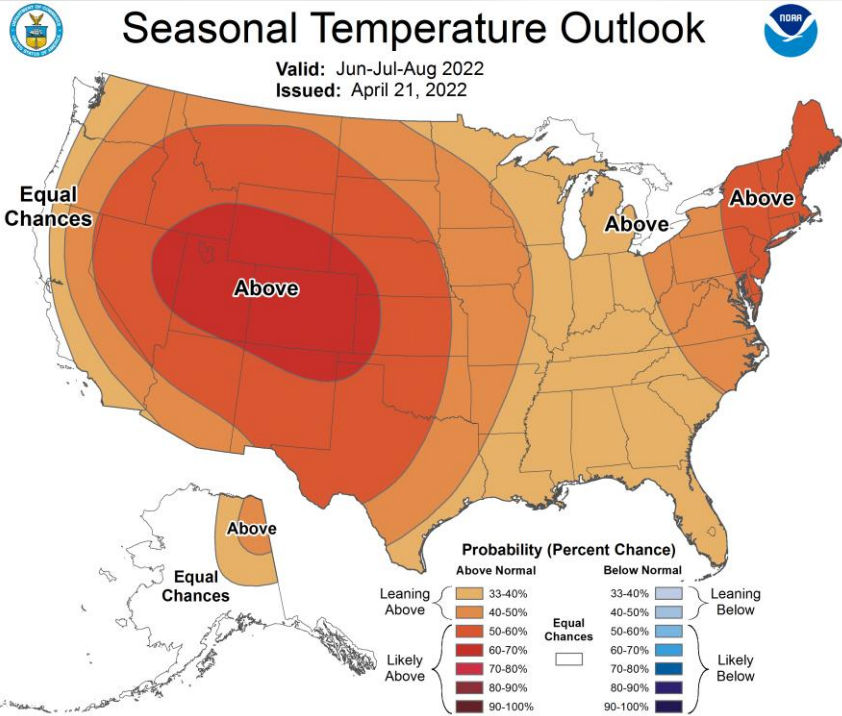 Seasonal Temperature Outlook
NOAA
Valid: Jun-Jul-Aug 2022
Issued: April 21, 2022
Equal
Chances
Above
Above
Above
Above
Equal
Chances
Probability (Percent Chance)
Above Normal
Below Normal
Leaning
Above
33-40%
40-50%
Likely
Above
50-60%
60-70%
70-80%
80-90%
90-100%
Equal
Chances
33-40%
40-50%
Leaning
Below
50-60%
60-70%
70-80%
80-90%
90-100%
Likely
Below